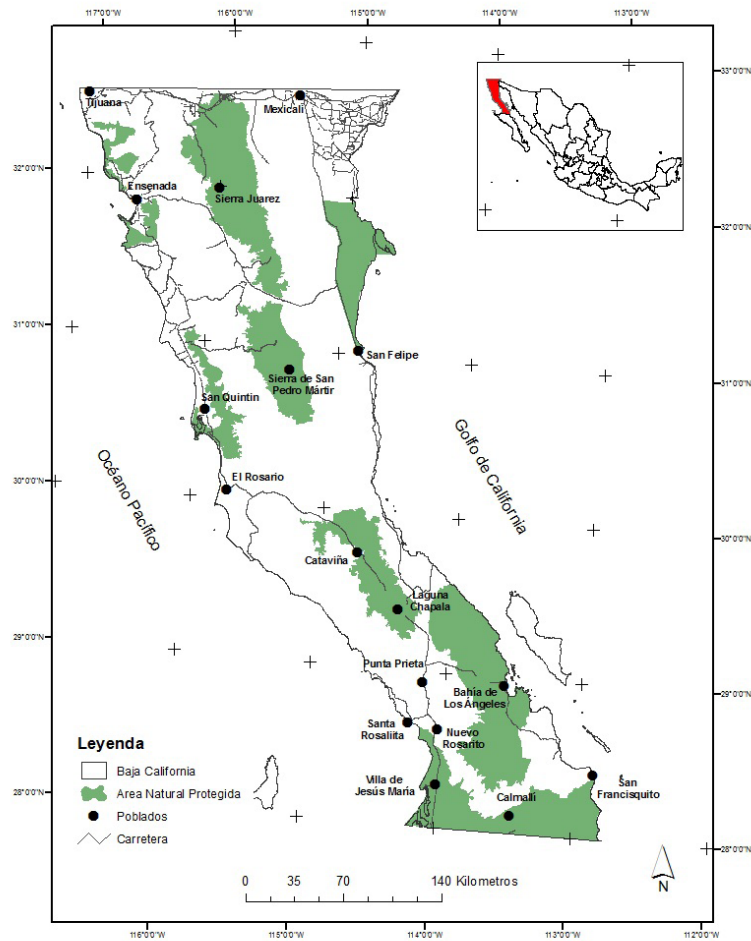 117°0'0"W
116°0'0"W
115°0'0"W
114°0'0"W
113°0'0"W
33°0'0"N
Tijuana
Mexicali
32°0'0"N
Ensenada
Sierra Juarez
32°0'0"N
31°0'0"N
San Felipe
Sierra de San
Pedro Mártir
31°0'0"N
San Quintin
Océano Pacífico
Golfo de California
30°0'0"N
El Rosario
30°0'0"N
Cataviña
Laguna
Chapala
29°0'0"N
Punta Prieta
Bahía de
Los Ángeles
29°0'0"N
Santa
Rosaliita
Nuevo
Rosarito
Villa de
Jesús María
Calmalli
San
Francisquito
28°0'0"N
28°0'0"N
Leyenda
Baja California
Area Natural Protegida
Poblados
Carretera
0 35 70 140 Kilometros
N
116°0'0"W
115°0'0"W
114°0'0"W
113°0'0"W
112°0'0"W